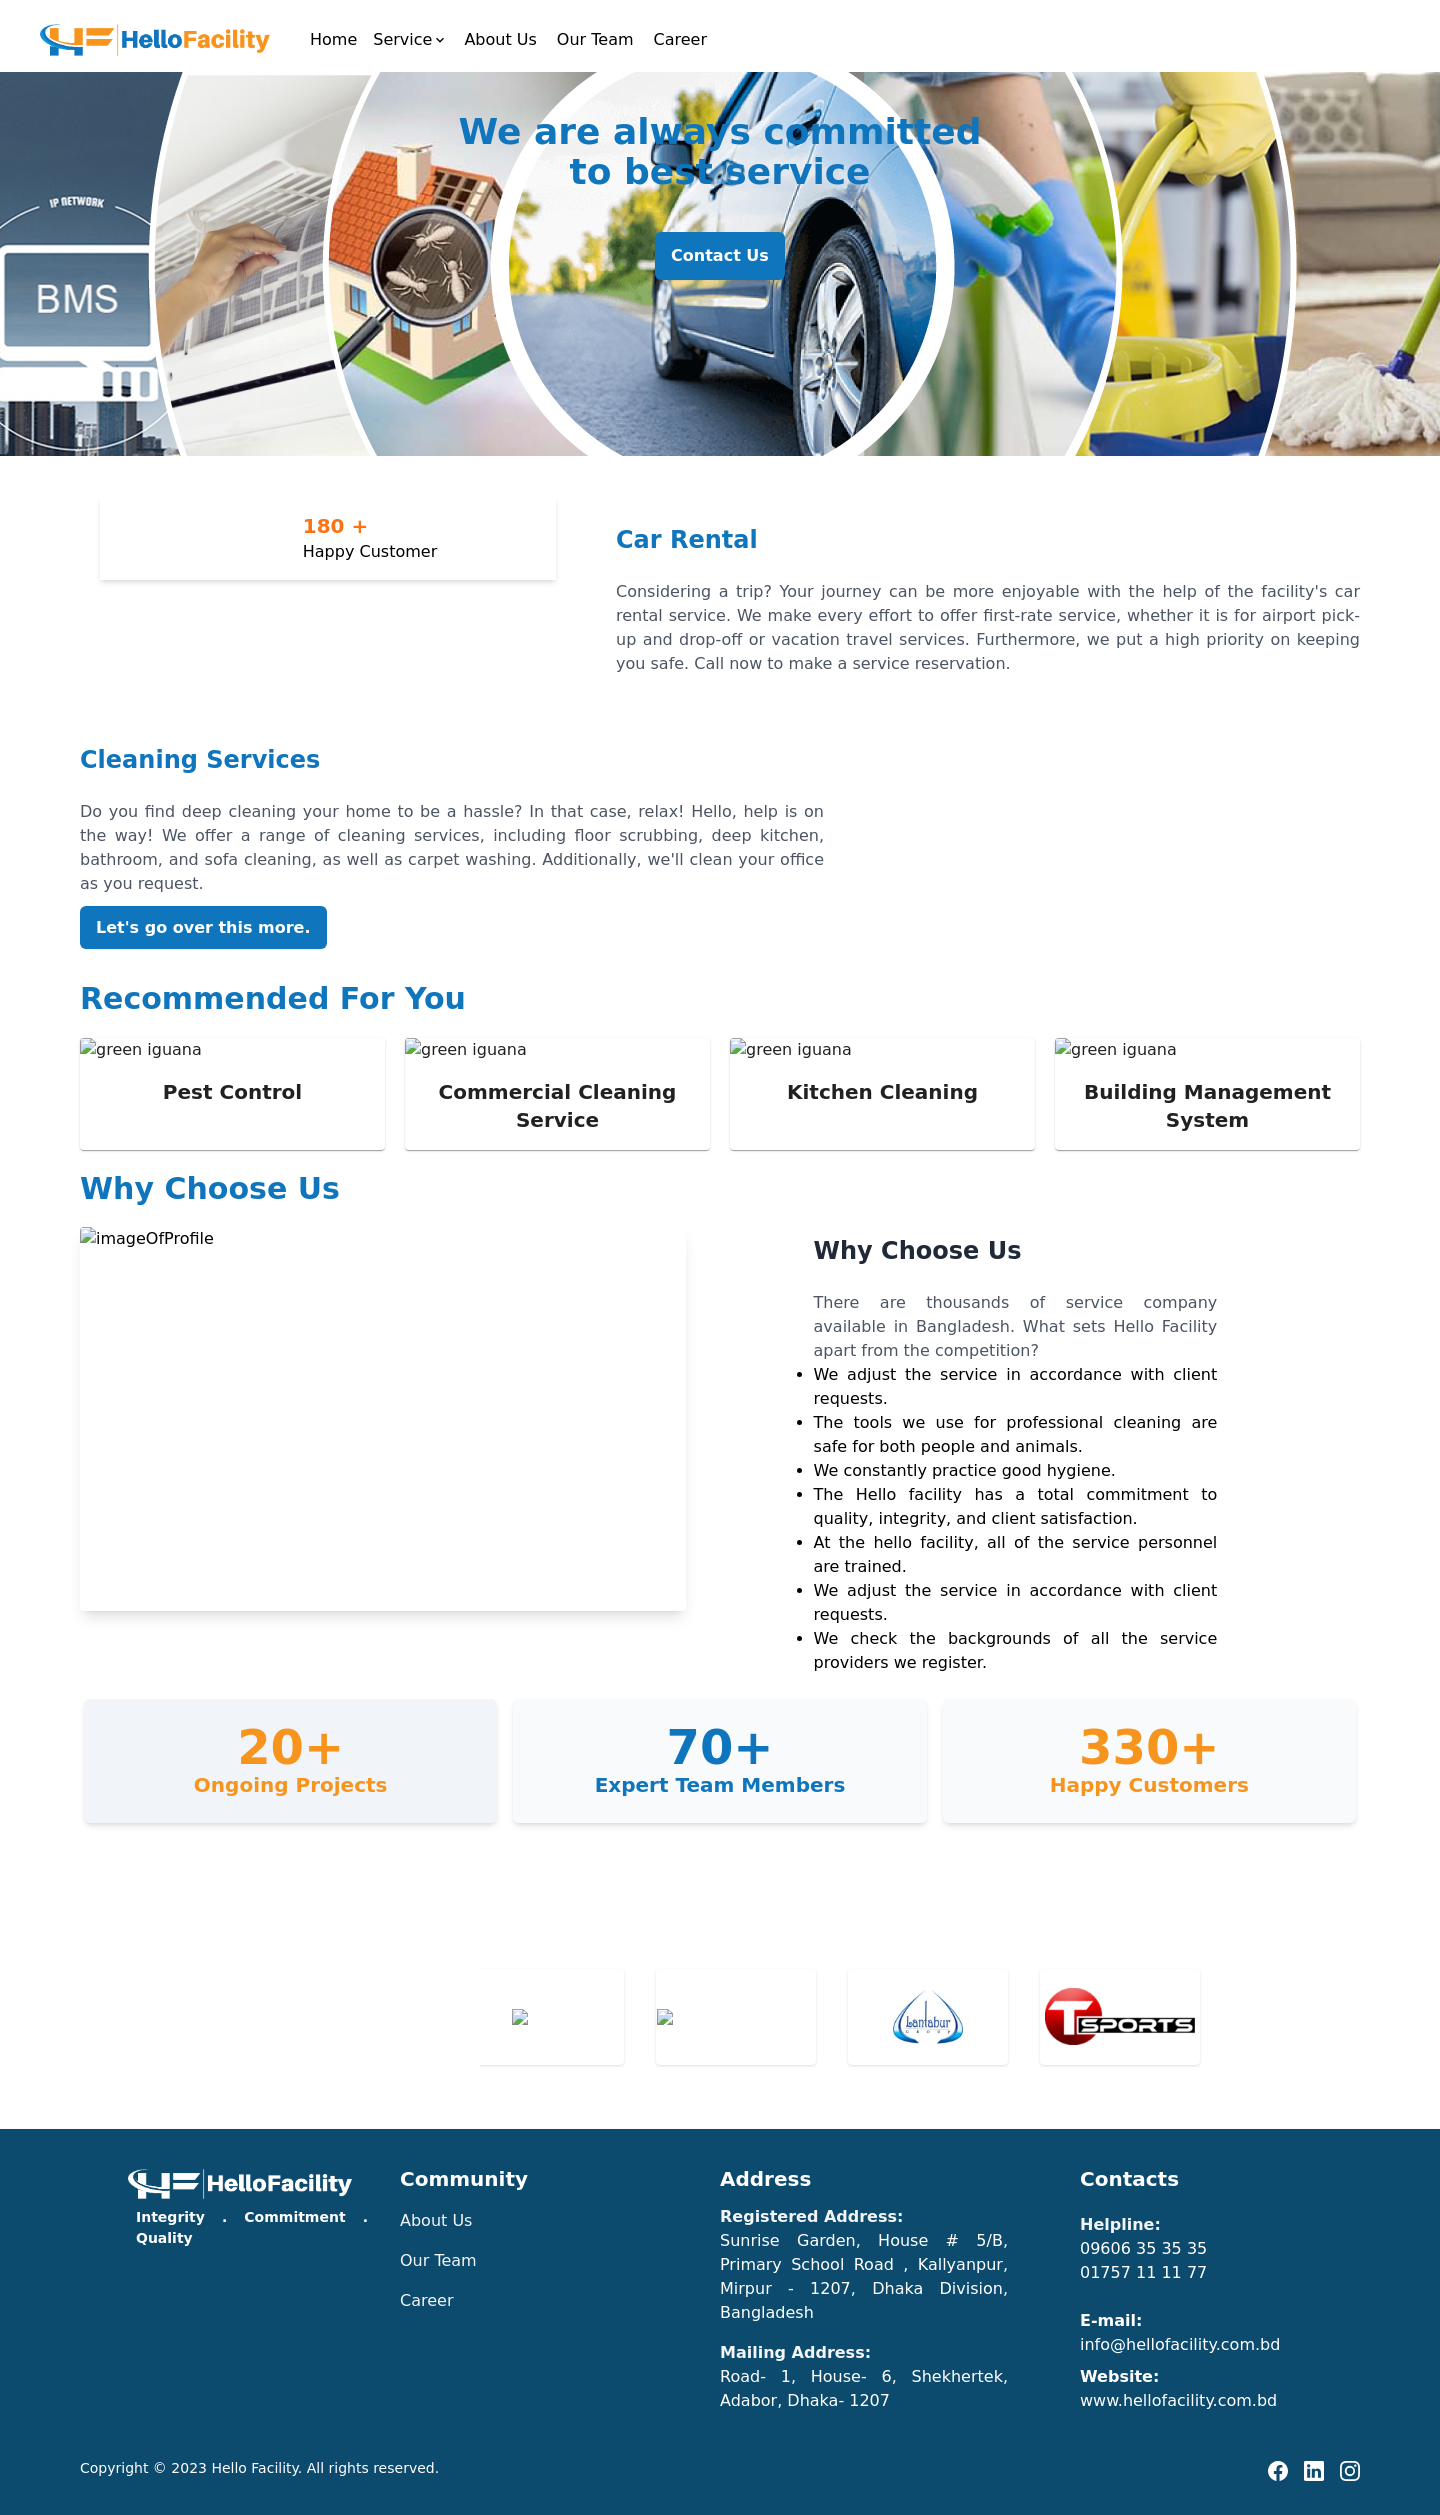 HelloFacility
Home Service About Us Our Team Career
We are always committed
to best service
IP NETWORK
BMS
Contact Us
180 +
Happy Customer
Car Rental
Considering a trip? Your journey can be more enjoyable with the help of the facility's car
rental service. We make every effort to offer first-rate service, whether it is for airport pick-
up and drop-off or vacation travel services. Furthermore, we put a high priority on keeping
you safe. Call now to make a service reservation.
Cleaning Services
Do you find deep cleaning your home to be a hassle? In that case, relax! Hello, help is on
the way! We offer a range of cleaning services, including floor scrubbing, deep kitchen,
bathroom, and sofa cleaning, as well as carpet washing. Additionally, we'll clean your office
as you request.
Let's go over this more.
Recommended For You
green iguana
Pest Control
green iguana
Commercial Cleaning
Service
green iguana
Kitchen Cleaning
green iguana
Building Management
System
Why Choose Us
imageOfProfile
Why Choose Us
There are thousands of service company
available in Bangladesh. What sets Hello Facility
apart from the competition?
• We adjust the service in accordance with client
requests.
• The tools we use for professional cleaning are
safe for both people and animals.
• We constantly practice good hygiene.
• The Hello facility has a total commitment to
quality, integrity, and client satisfaction.
• At the hello facility, all of the service personnel
are trained.
• We adjust the service in accordance with client
requests.
• We check the backgrounds of all the service
providers we register.
20+
Ongoing Projects
70+
Expert Team Members
330+
Happy Customers
Lantabur
GROUP
T SPORTS
HelloFacility
Integrity . Commitment .
Quality
Community
About Us
Our Team
Career
Address
Registered Address:
Sunrise Garden, House # 5/B,
Primary School Road , Kallyanpur,
Mirpur - 1207, Dhaka Division,
Bangladesh
Mailing Address:
Road- 1, House- 6, Shekhertek,
Adabor, Dhaka- 1207
Contacts
Helpline:
09606 35 35 35
01757 11 11 77
E-mail:
info@hellofacility.com.bd
Website:
www.hellofacility.com.bd
Copyright © 2023 Hello Facility. All rights reserved.